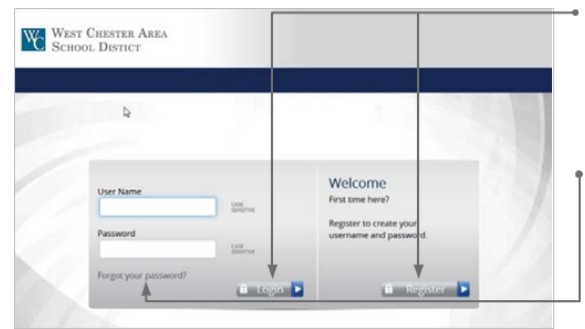 WC
WEST CHESTER AREA
SCHOOL DISTICT
User Name
CASE
SENSITIVE
Password
CASE
SENSITIVE
Forgot your password?
Login
Welcome
First time here?
Register to create your
username and password.
Register